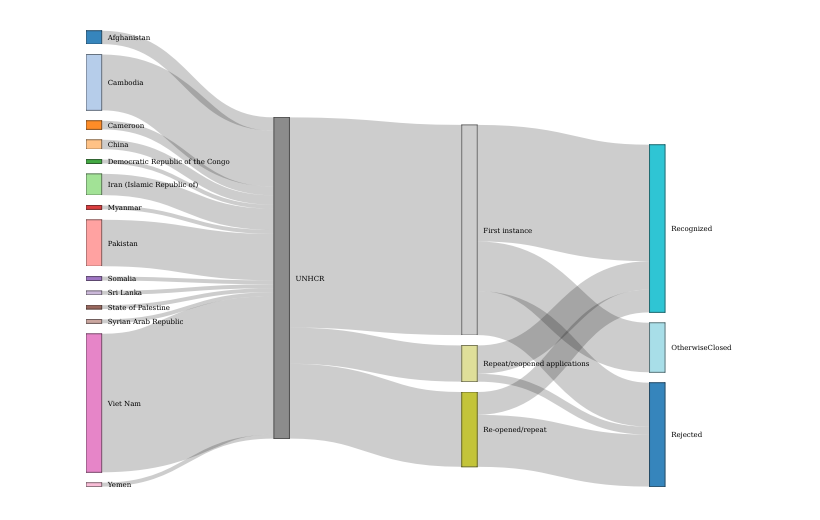 Afghanistan
Cambodia
Cameroon
China
Democratic Republic of the Congo
Iran (Islamic Republic of)
Myanmar
Pakistan
Somalia
Sri Lanka
State of Palestine
Syrian Arab Republic
Viet Nam
Yemen
UNHCR
First instance
Repeat/reopened applications
Re-opened/repeat
Recognized
OtherwiseClosed
Rejected